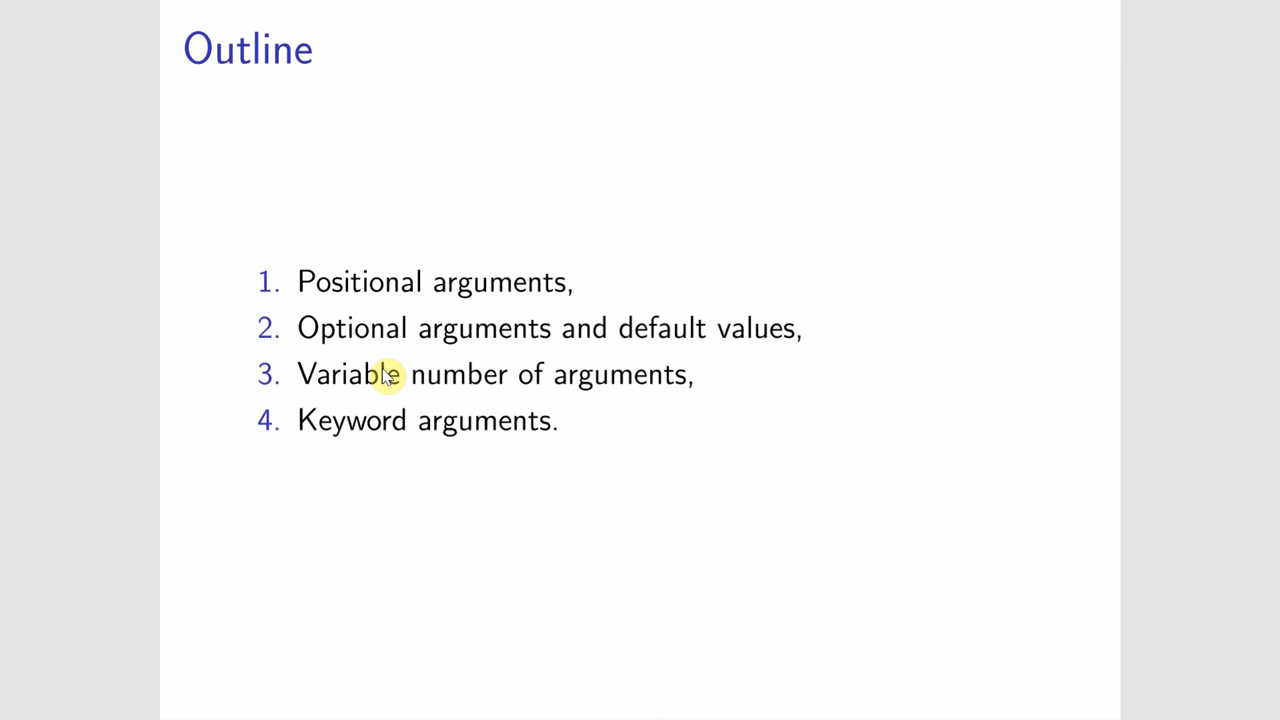 Outline
1. Positional arguments,
2. Optional arguments and default values,
3. Variable number of arguments,
4. Keyword arguments.